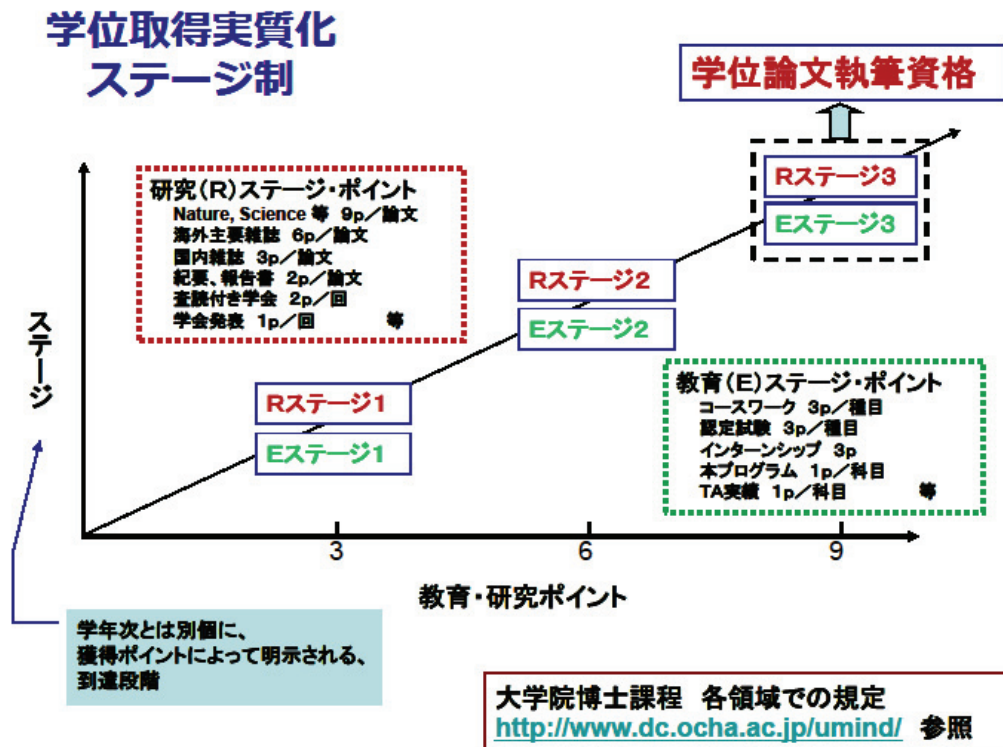 学位取得実質化
ステージ制
学位論文執筆資格
研究(R)ステージ・ポイント
Nature, Science 等 9p/論文
海外主要雑誌 6p/論文
国内雑誌 3p/論文
紀要、報告書 2p/論文
査読付き学会 2p/回
学会発表 1p/回 等
Rステージ3
Eステージ3
Rステージ2
Eステージ2
Rステージ1
Eステージ1
教育(E)ステージ・ポイント
コースワーク 3p/種目
認定試験 3p/種目
インターンシップ 3p
本プログラム 1p/科目
TA実績 1p/科目 等
ステージ
3
6
9
教育・研究ポイント
学年次とは別個に、
獲得ポイントによって明示される、
到達段階
大学院博士課程 各領域での規定
http://www.dc.ocha.ac.jp/umind/ 参照